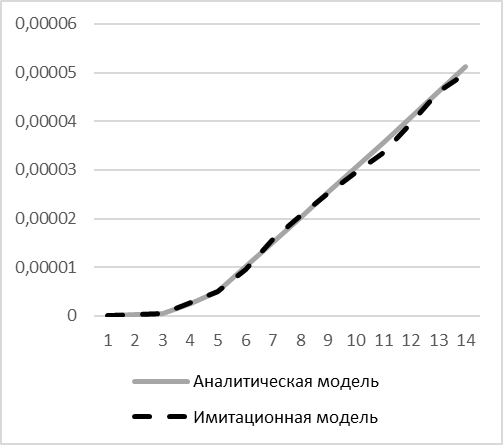 0,00006
0,00005
0,00004
0,00003
0,00002
0,00001
0
1 2 3 4 5 6 7 8 9 10 11 12 13 14
Аналитическая модель
Имитационная модель